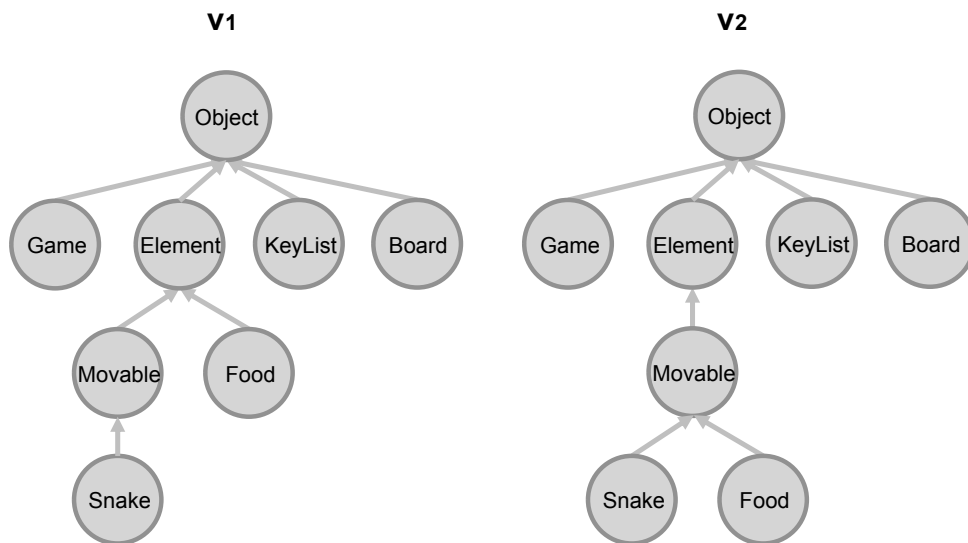 v1
v2
Object
Object
Game
Element
KeyList
Board
Game
Element
KeyList
Board
Movable
Food
Movable
Snake
Snake
Food